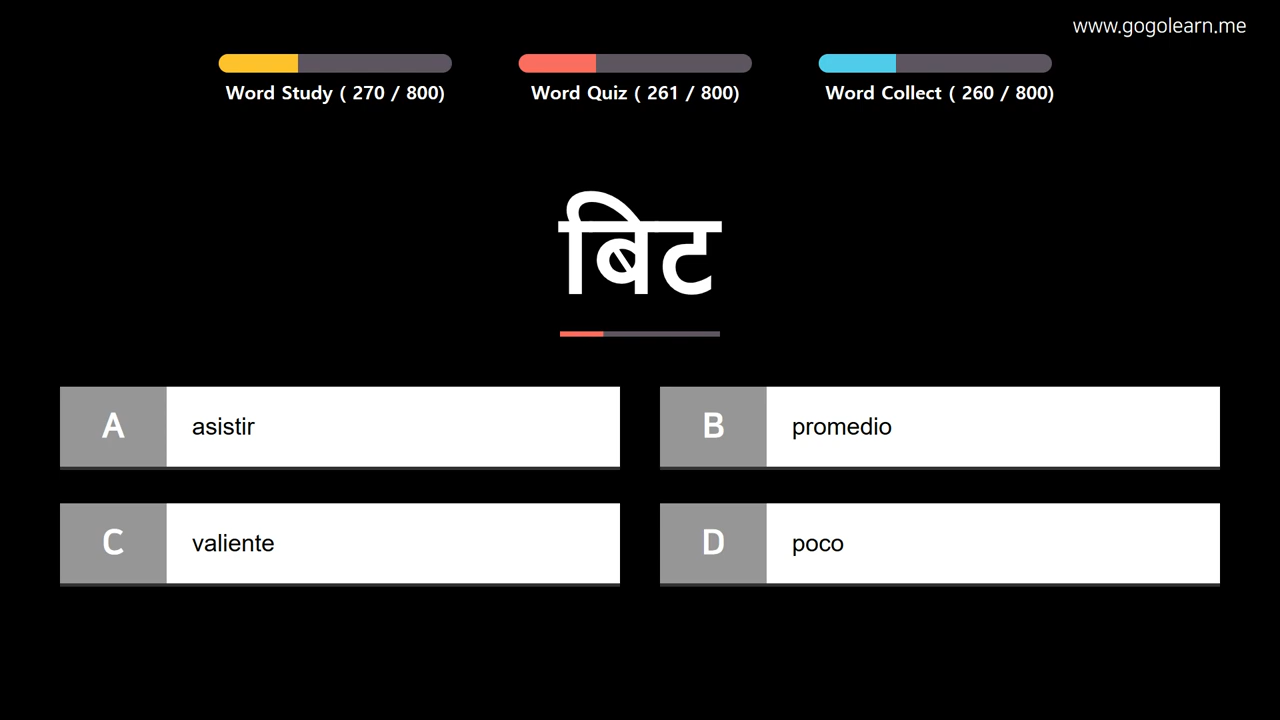 www.gogolearn.me
Word Study ( 270 / 800)
Word Quiz ( 261 / 800)
Word Collect ( 260 / 800)
बिट
A asistir
B promedio
C valiente
D poco